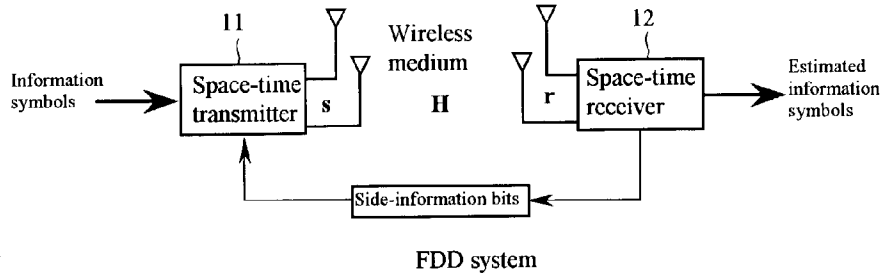 11
12
Wireless
medium
H
Information
symbols
Space-time
transmitter
s
r
Space-time
rccciver
Estimated
information
symbols
Side-information bits
FDD system